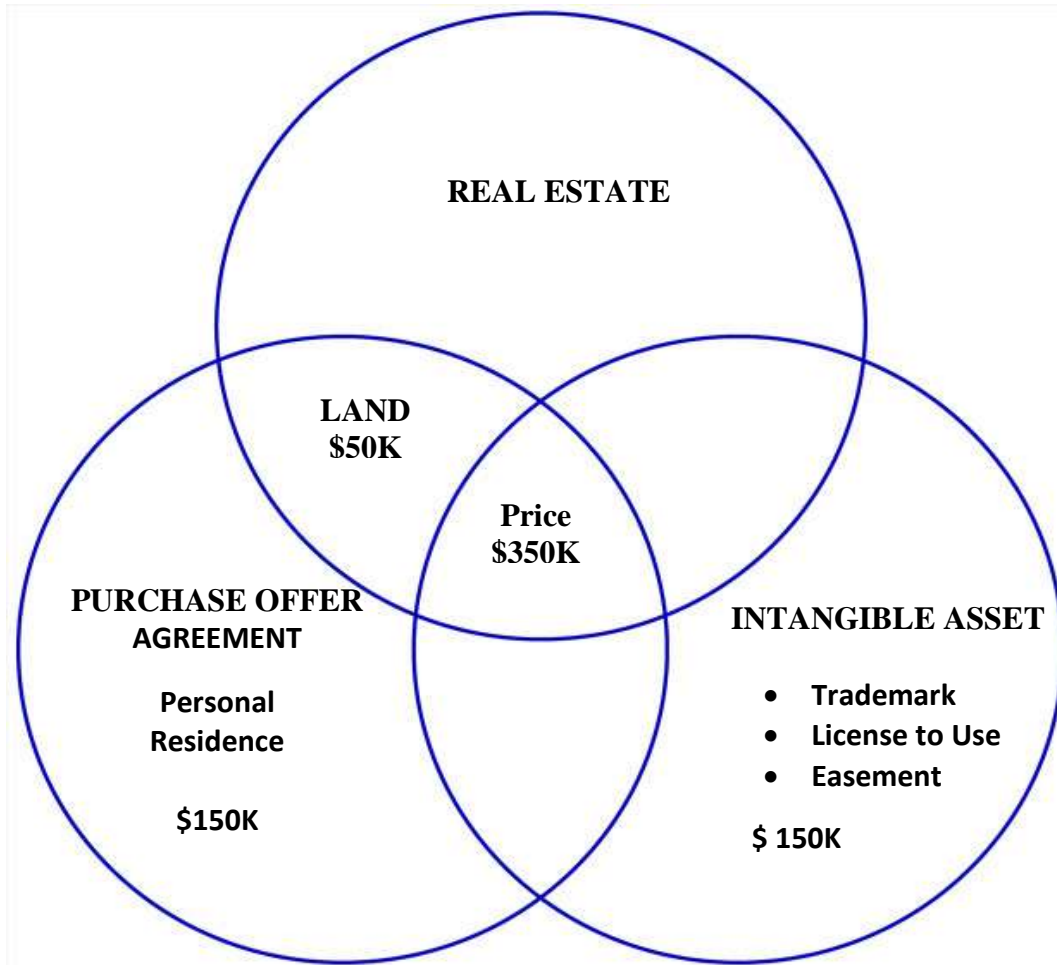 REAL ESTATE
LAND
$50K
Price
$350K
PURCHASE OFFER
AGREEMENT
Personal
Residence
$150K
INTANGIBLE ASSET
• Trademark
• License to Use
• Easement
$ 150K